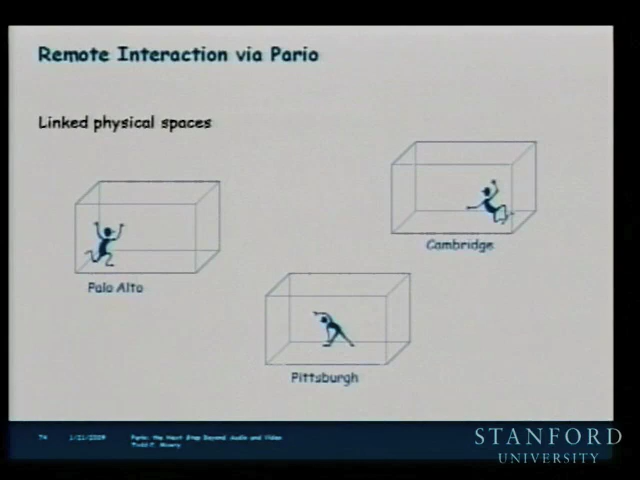 Remote Interaction via Pario
Linked physical spaces
Palo Alto
Cambridge
Pittsburgh
74 1/21/2009 Pario: the Next Step Beyond Audio and Video
Todd C. Mowry
STANFORD
UNIVERSITY